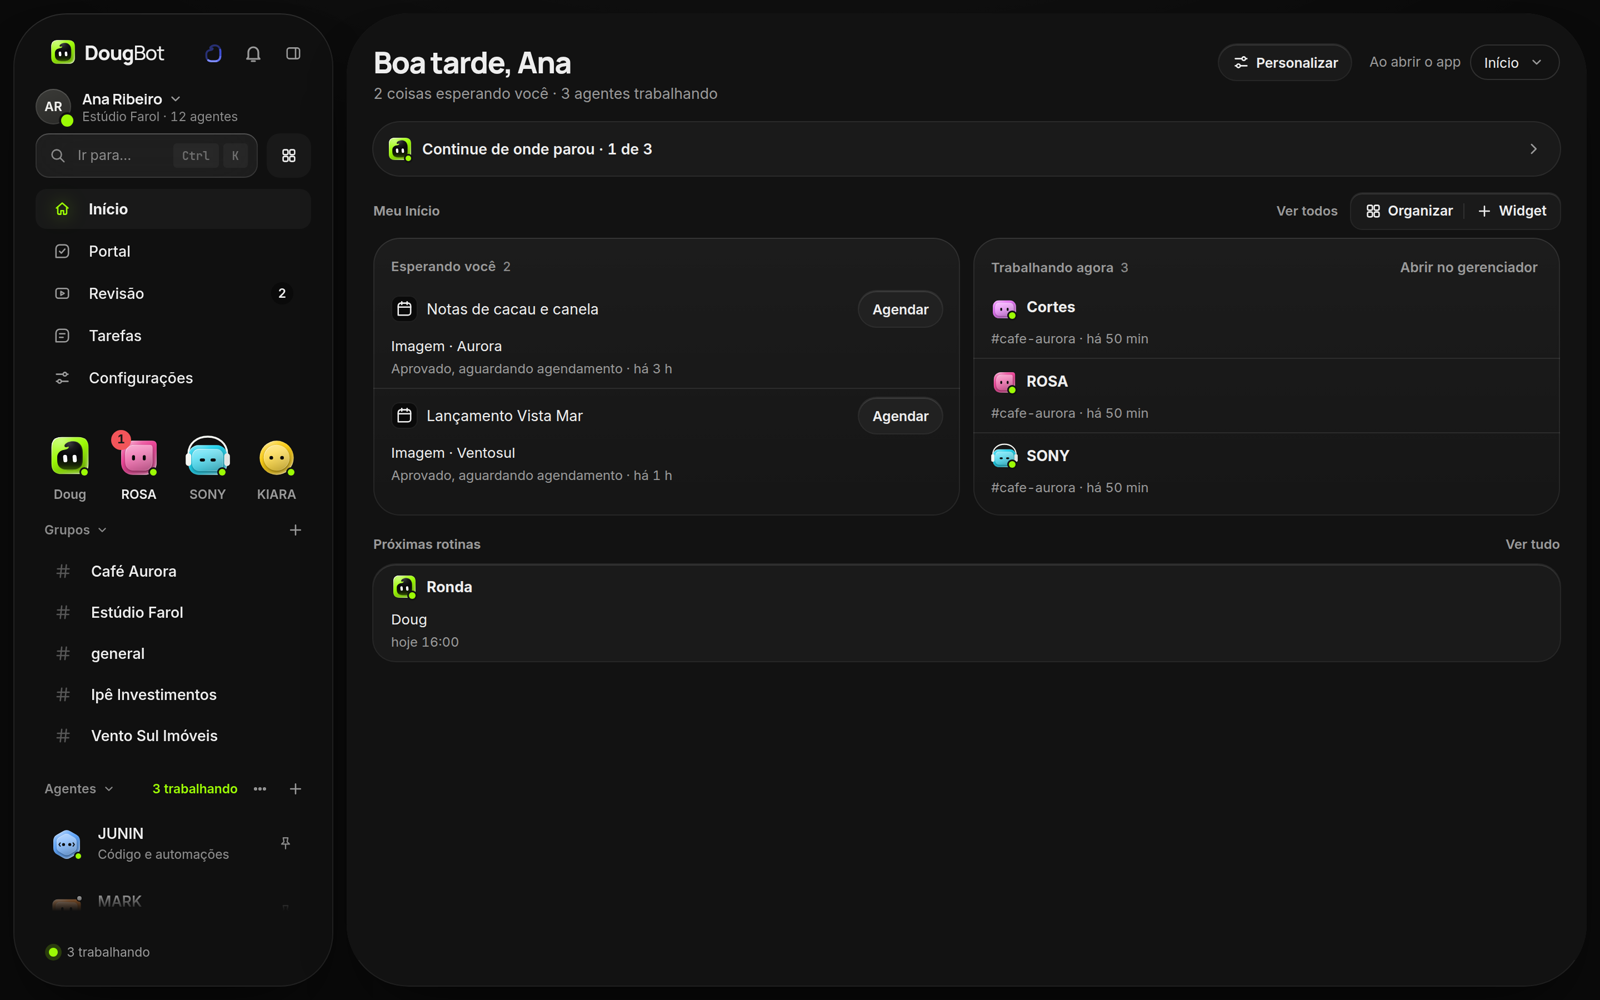 DougBot
AR
Ana Ribeiro
Estúdio Farol · 12 agentes
Ir para...
Ctrl
K
Início
Portal
Revisão
2
Tarefas
Configurações
1
Doug
ROSA
SONY
KIARA
Grupos
# Café Aurora
# Estúdio Farol
# general
# Ipê Investimentos
# Vento Sul Imóveis
Agentes
3 trabalhando
JUNIN
Código e automações
MARK
3 trabalhando
Boa tarde, Ana
2 coisas esperando você · 3 agentes trabalhando
Personalizar
Ao abrir o app
Início
Continue de onde parou · 1 de 3
Meu Início
Ver todos
Organizar
Widget
Esperando você 2
Notas de cacau e canela
Agendar
Imagem · Aurora
Aprovado, aguardando agendamento · há 3 h
Lançamento Vista Mar
Agendar
Imagem · Ventosul
Aprovado, aguardando agendamento · há 1 h
Trabalhando agora 3
Abrir no gerenciador
Cortes
#cafe-aurora · há 50 min
ROSA
#cafe-aurora · há 50 min
SONY
#cafe-aurora · há 50 min
Próximas rotinas
Ver tudo
Ronda
Doug
hoje 16:00